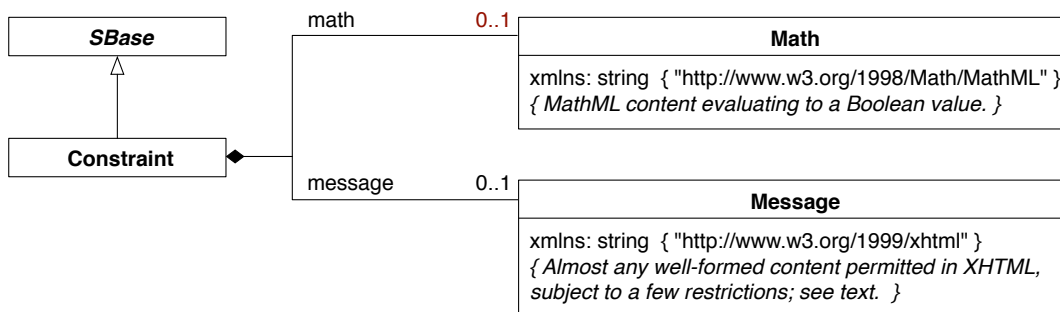 SBase
math 0..1
Math
xmlns: string { "http://www.w3.org/1998/Math/MathML" }
{ MathML content evaluating to a Boolean value. }
Constraint
message 0..1
Message
xmlns: string { "http://www.w3.org/1999/xhtml" }
{ Almost any well-formed content permitted in XHTML,
subject to a few restrictions; see text. }